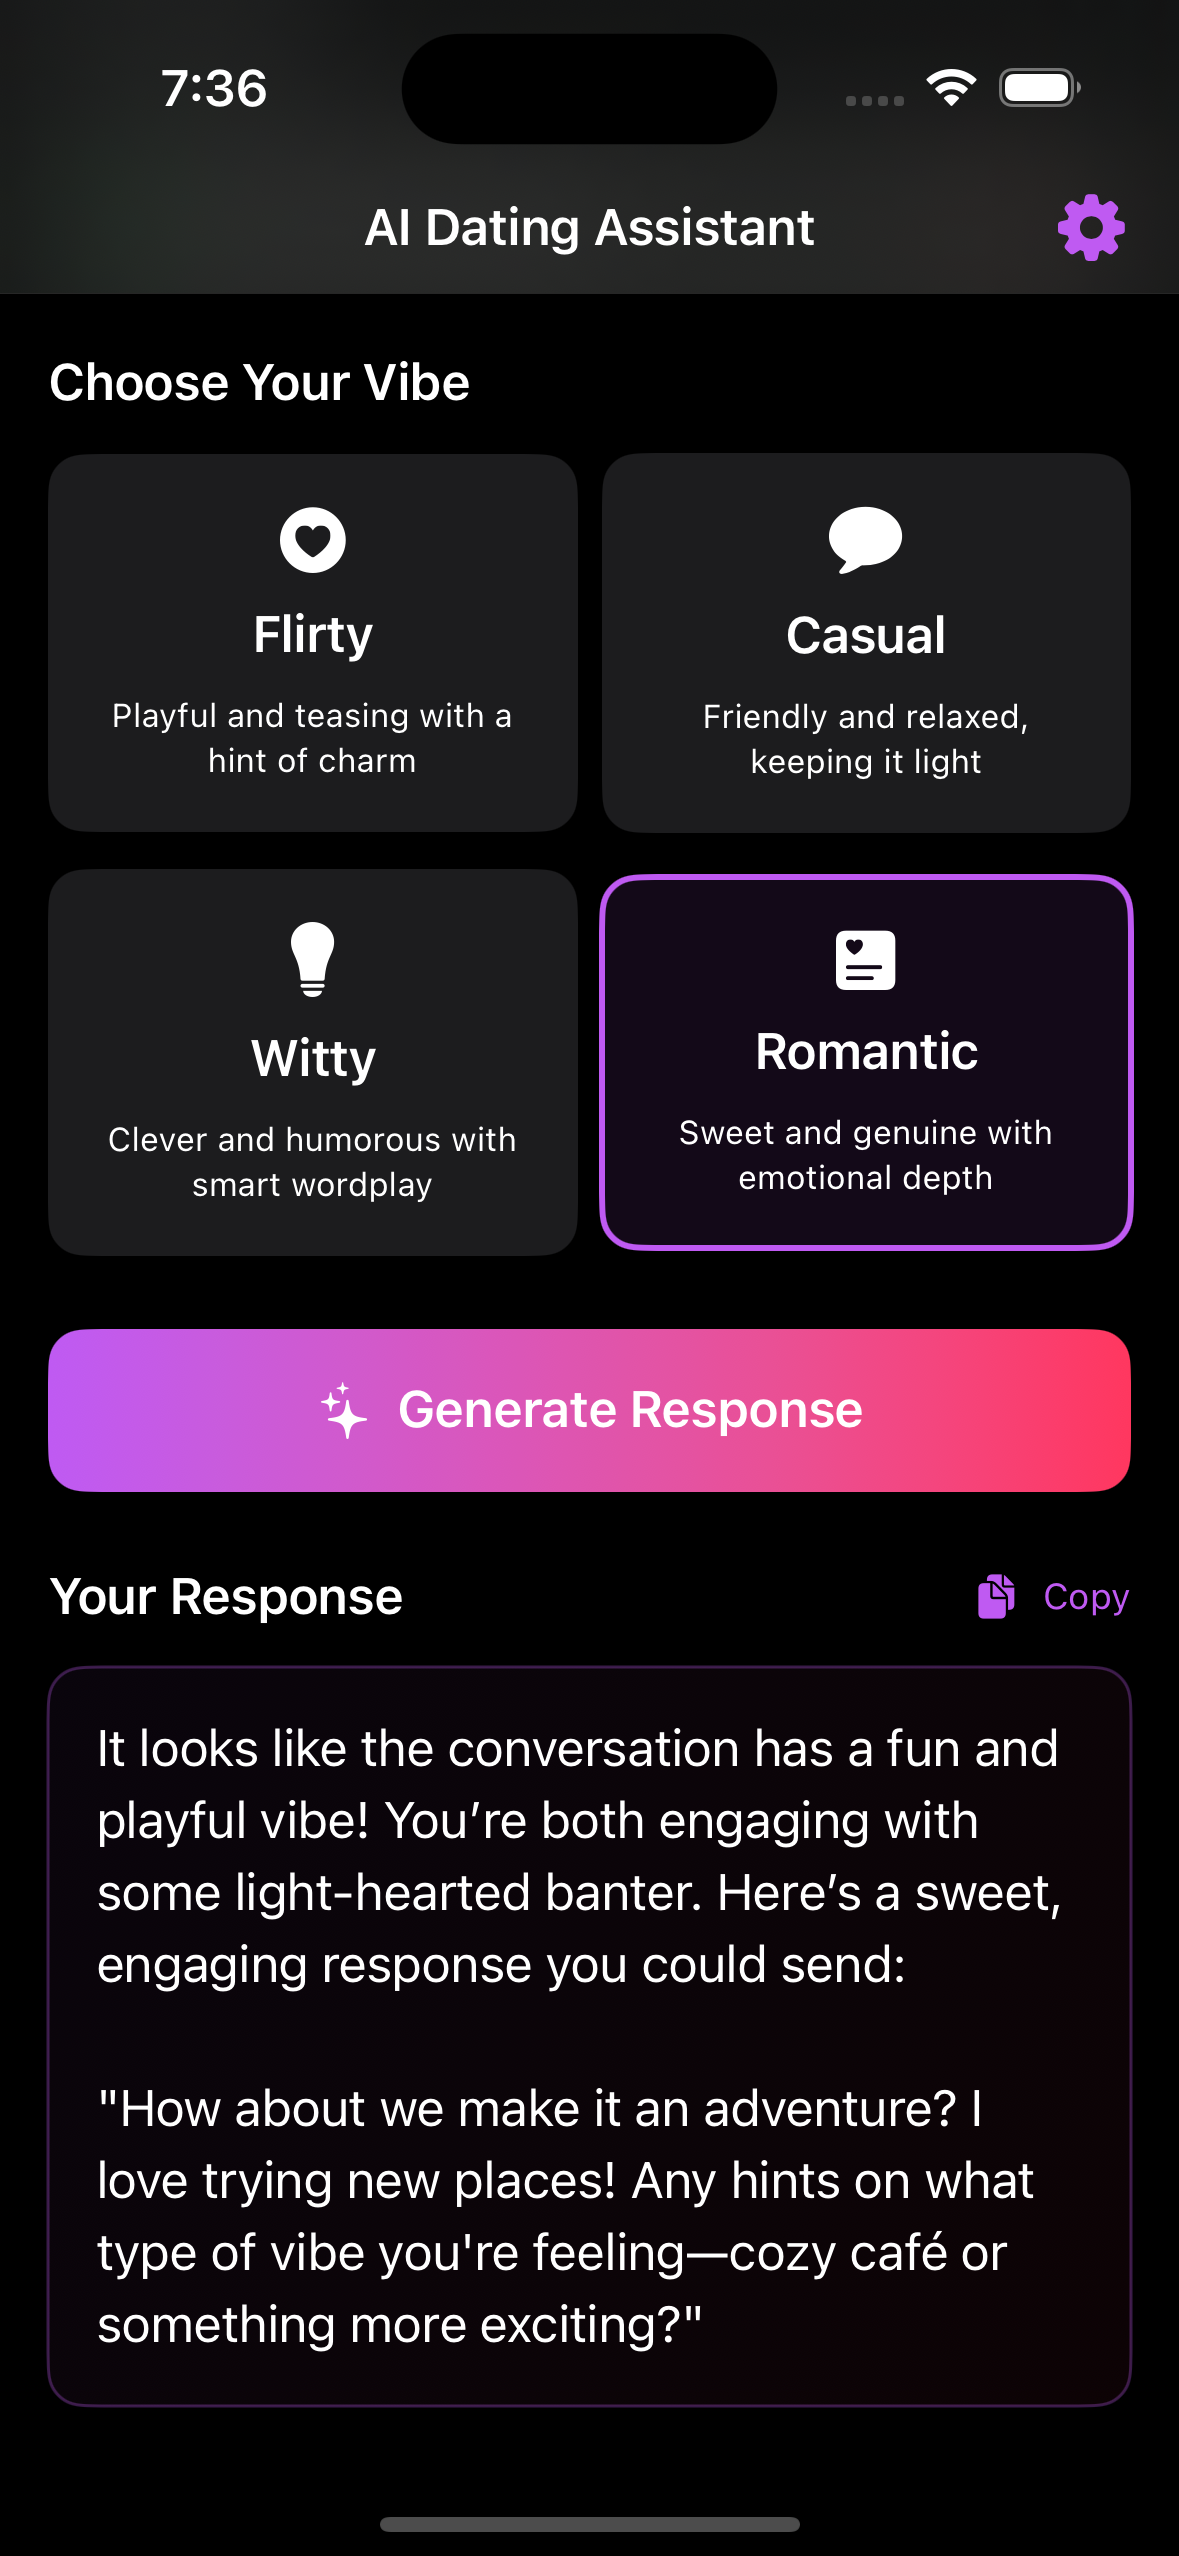 7:36
AI Dating Assistant
Choose Your Vibe
Flirty
Playful and teasing with a
hint of charm
Casual
Friendly and relaxed,
keeping it light
Witty
Clever and humorous with
smart wordplay
Romantic
Sweet and genuine with
emotional depth
Generate Response
Your Response
Copy
It looks like the conversation has a fun and
playful vibe! You’re both engaging with
some light-hearted banter. Here’s a sweet,
engaging response you could send:
"How about we make it an adventure? I
love trying new places! Any hints on what
type of vibe you're feeling—cozy café or
something more exciting?"